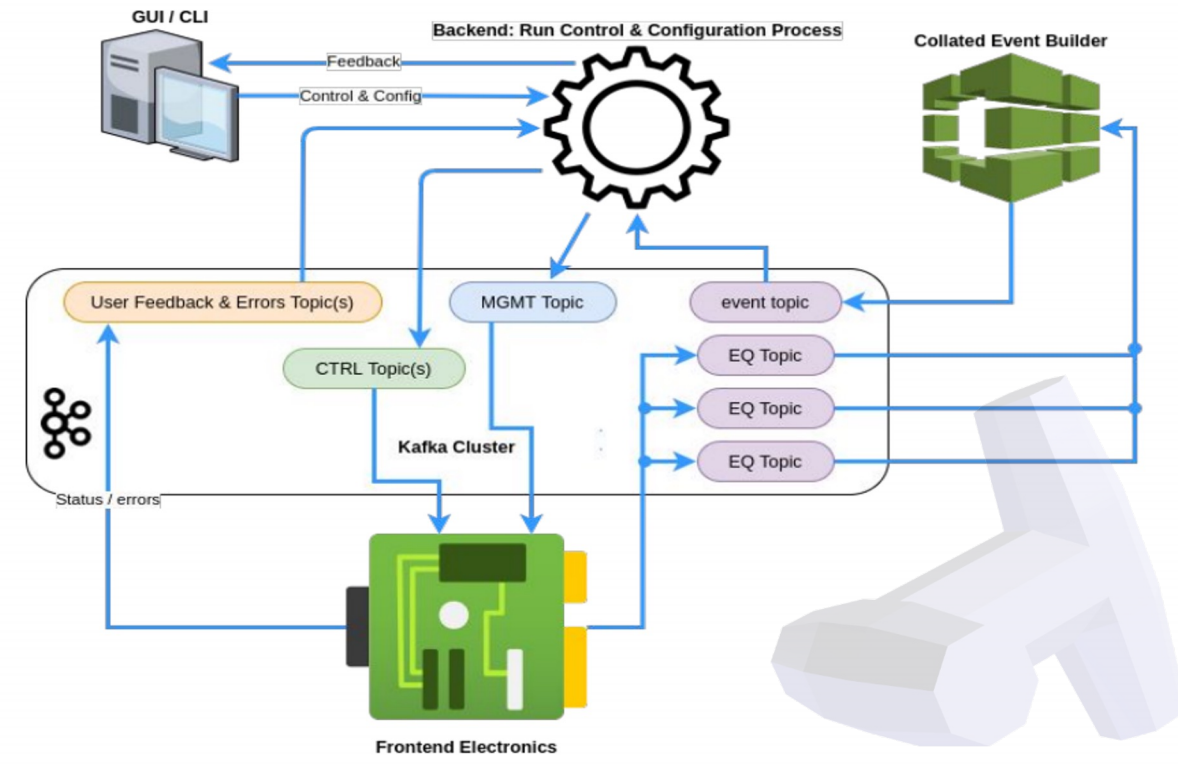 GUI / CLI
Backend: Run Control & Configuration Process
Collated Event Builder
Feedback
Control & Config
User Feedback & Errors Topic(s)
MGMT Topic
event topic
EQ Topic
CTRL Topic(s)
EQ Topic
Kafka Cluster
EQ Topic
Status / errors
Frontend Electronics